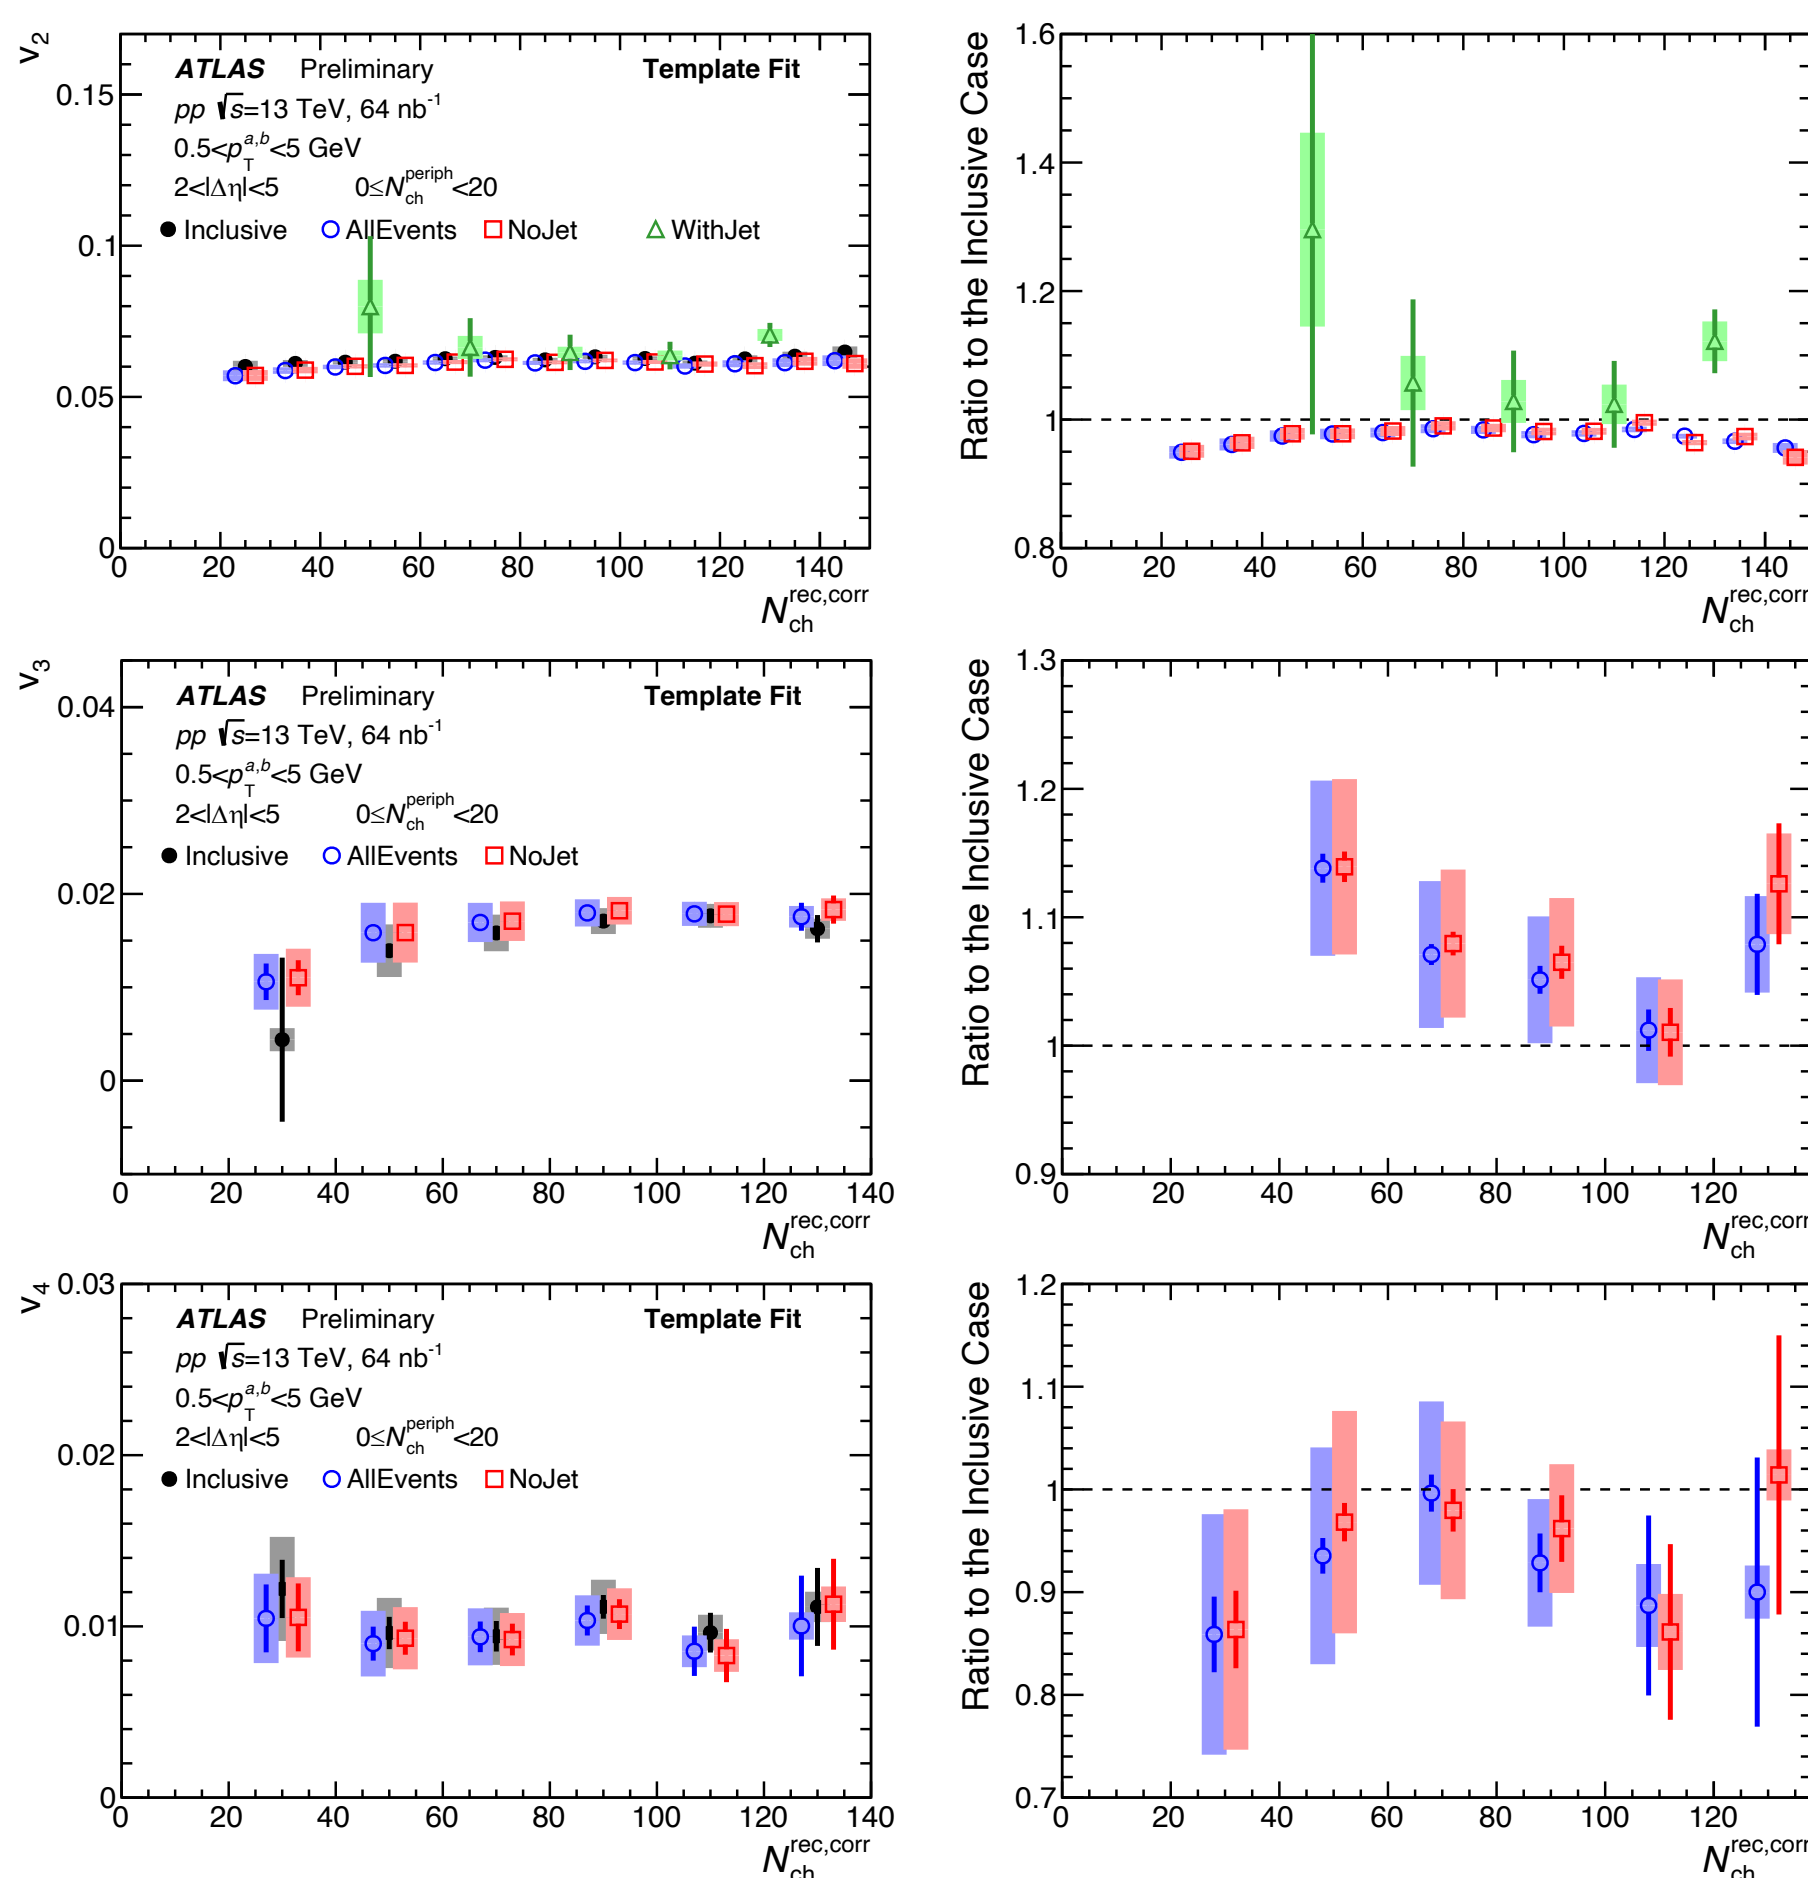 v2
0.15
0.1
0.05
0
ATLAS Preliminary Template Fit
pp √s=13 TeV, 64 nb-1
0.5<pTa,b<5 GeV
2<|Δη|<5 0≤Nchperiph<20
Inclusive AllEvents NoJet WithJet
0 20 40 60 80 100 120 140
Nchrec,corr
Ratio to the Inclusive Case
1.6
1.4
1.2
1
0.8
0 20 40 60 80 100 120 140
Nchrec,corr
v3
0.04
0.02
0
ATLAS Preliminary Template Fit
pp √s=13 TeV, 64 nb-1
0.5<pTa,b<5 GeV
2<|Δη|<5 0≤Nchperiph<20
Inclusive AllEvents NoJet
0 20 40 60 80 100 120 140
Nchrec,corr
Ratio to the Inclusive Case
1.3
1.2
1.1
1
0.9
0 20 40 60 80 100 120
Nchrec,corr
v4
0.03
0.02
0.01
0
ATLAS Preliminary Template Fit
pp √s=13 TeV, 64 nb-1
0.5<pTa,b<5 GeV
2<|Δη|<5 0≤Nchperiph<20
Inclusive AllEvents NoJet
0 20 40 60 80 100 120 140
Nchrec,corr
Ratio to the Inclusive Case
1.2
1.1
1
0.9
0.8
0.7
0 20 40 60 80 100 120
Nchrec,corr